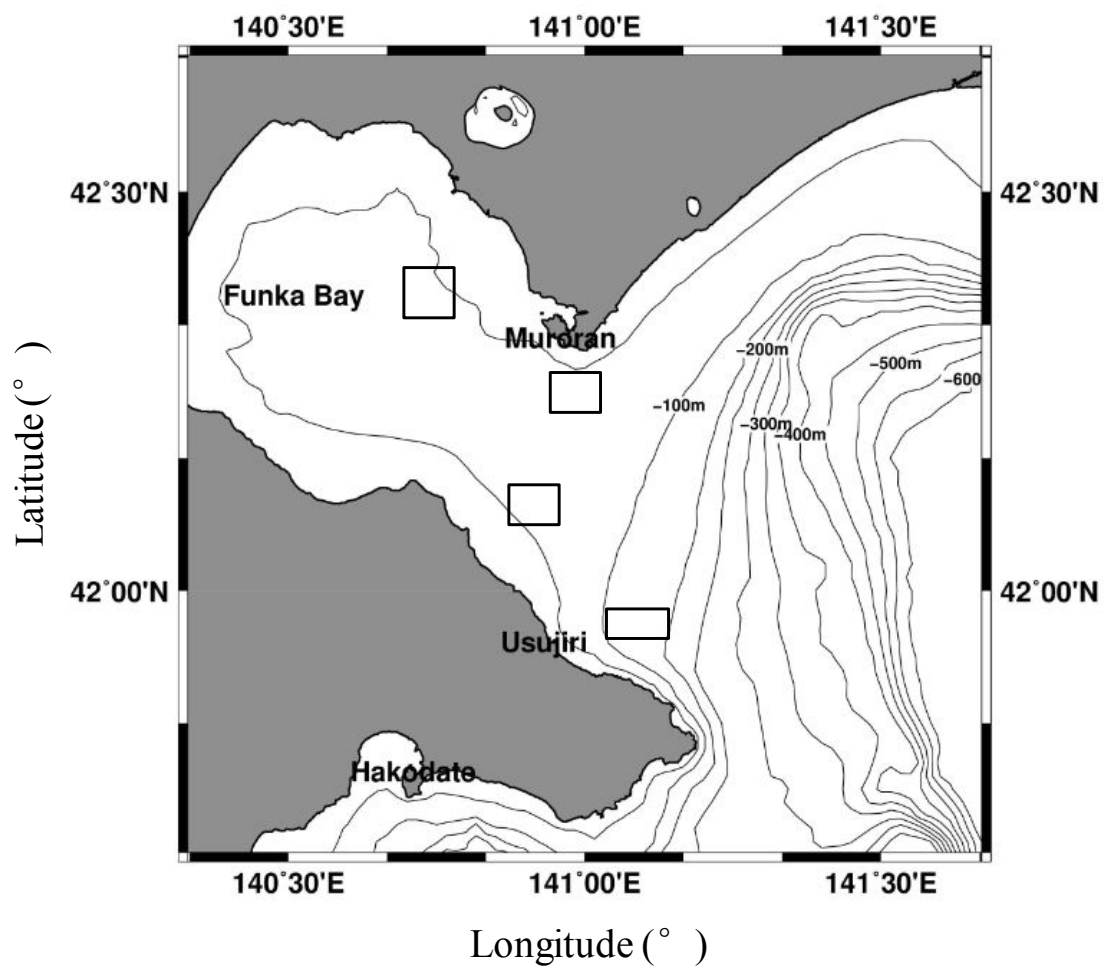 140°30'E 141°00'E 141°30'E
42°30'N 42°30'N
Funka Bay
Muroran
−200m
−500m
−600
−100m
−300m
−400m
42°00'N 42°00'N
Usujiri
Hakodate
140°30'E 141°00'E 141°30'E
Latitude (°)
Longitude (°)